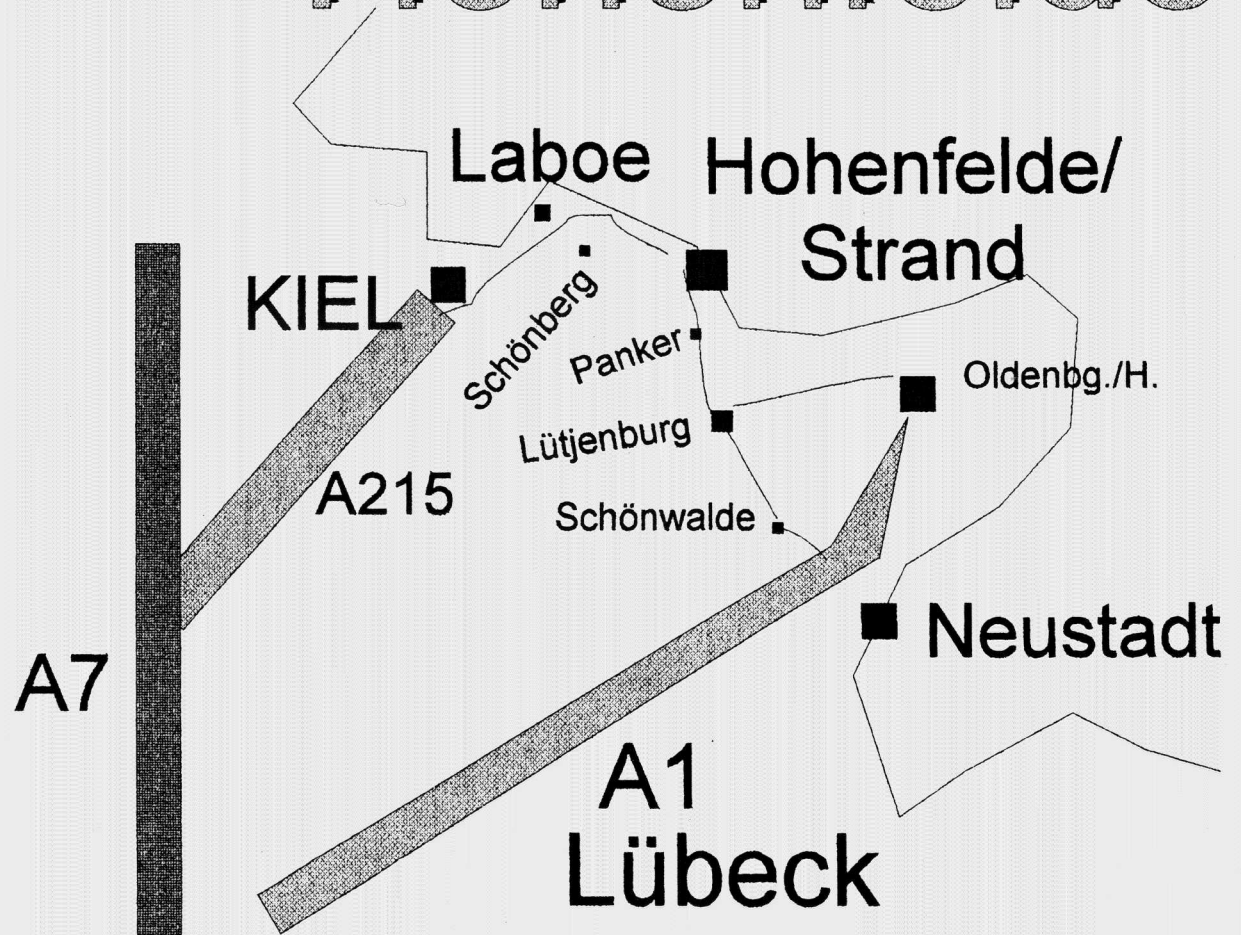 Laboe
Hohenfelde/
Strand
KIEL
Schönberg
Panker
Oldenbg./H.
Lütjenburg
A215
Schönwalde
Neustadt
A7
A1
Lübeck